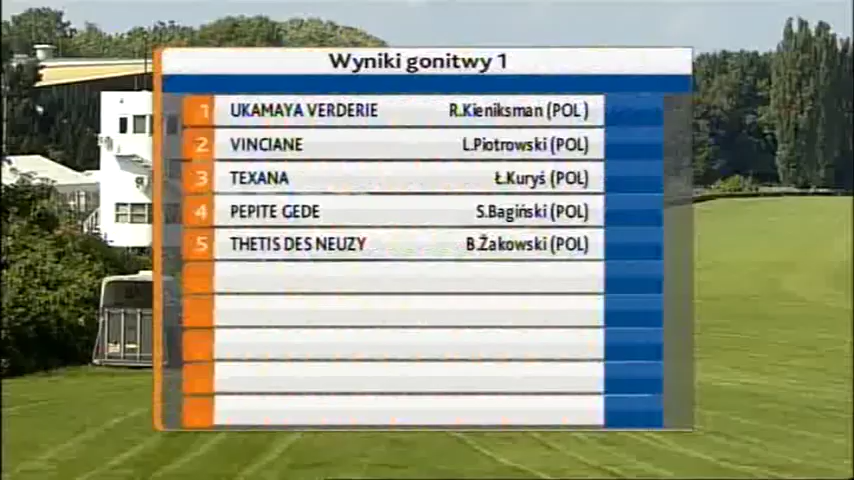 Wyniki gonitwy 1
1 UKAMAYA VERDERIE R.Kieniksman (POL )
2 VINCIANE L.Piotrowski (POL)
3 TEXANA Ł.Kuryś (POL)
4 PEPITE GEDE S.Bagiński (POL)
5 THETIS DES NEUZY B.Żakowski (POL)